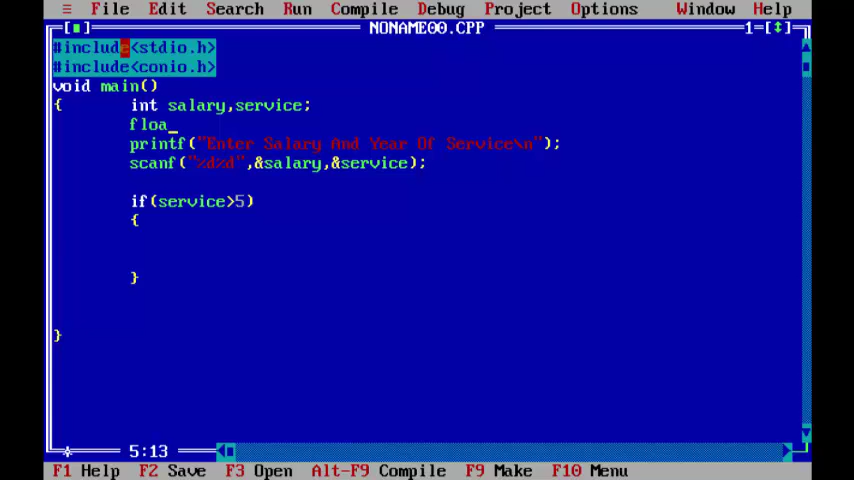 ≡ File Edit Search Run Compile Debug Project Options Window Help
[■] NONAME00.CPP 1=[↕]
#include<stdio.h>
#include<conio.h>
void main()
{ int salary,service;
floa_
printf("Enter Salary And Year Of Service\n");
scanf("%d%d",&salary,&service);
if(service>5)
{
}
}
5:13
F1 Help F2 Save F3 Open Alt-F9 Compile F9 Make F10 Menu